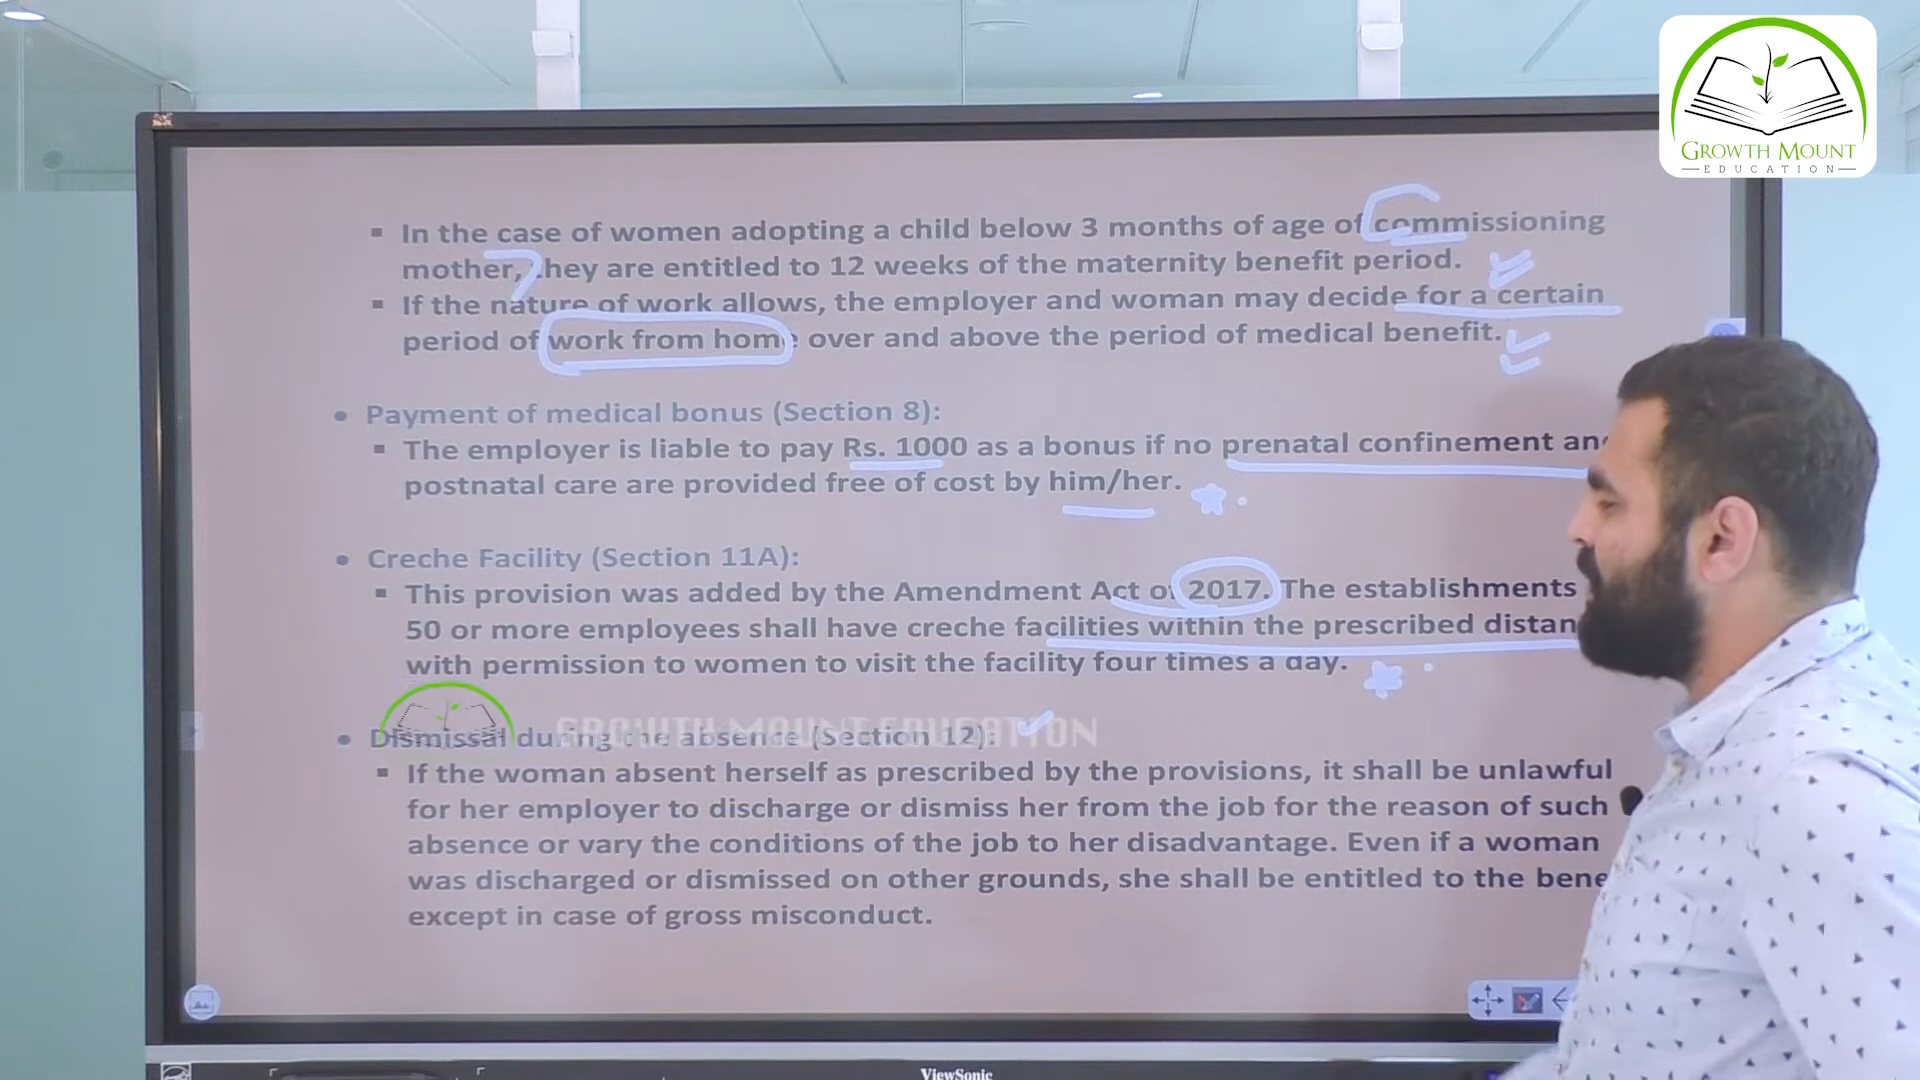 GROWTH MOUNT
EDUCATION
▪ In the case of women adopting a child below 3 months of age of commissioning
mother, they are entitled to 12 weeks of the maternity benefit period.
▪ If the nature of work allows, the employer and woman may decide for a certain
period of work from home over and above the period of medical benefit.
• Payment of medical bonus (Section 8):
▪ The employer is liable to pay Rs. 1000 as a bonus if no prenatal confinement an
postnatal care are provided free of cost by him/her.
• Creche Facility (Section 11A):
▪ This provision was added by the Amendment Act of 2017. The establishments
50 or more employees shall have creche facilities within the prescribed distan
with permission to women to visit the facility four times a day.
GROWTH MOUNT EDUCATION
• Dismissal during the absence (Section 12):
▪ If the woman absent herself as prescribed by the provisions, it shall be unlawful
for her employer to discharge or dismiss her from the job for the reason of such
absence or vary the conditions of the job to her disadvantage. Even if a woman
was discharged or dismissed on other grounds, she shall be entitled to the bene
except in case of gross misconduct.
ViewSonic